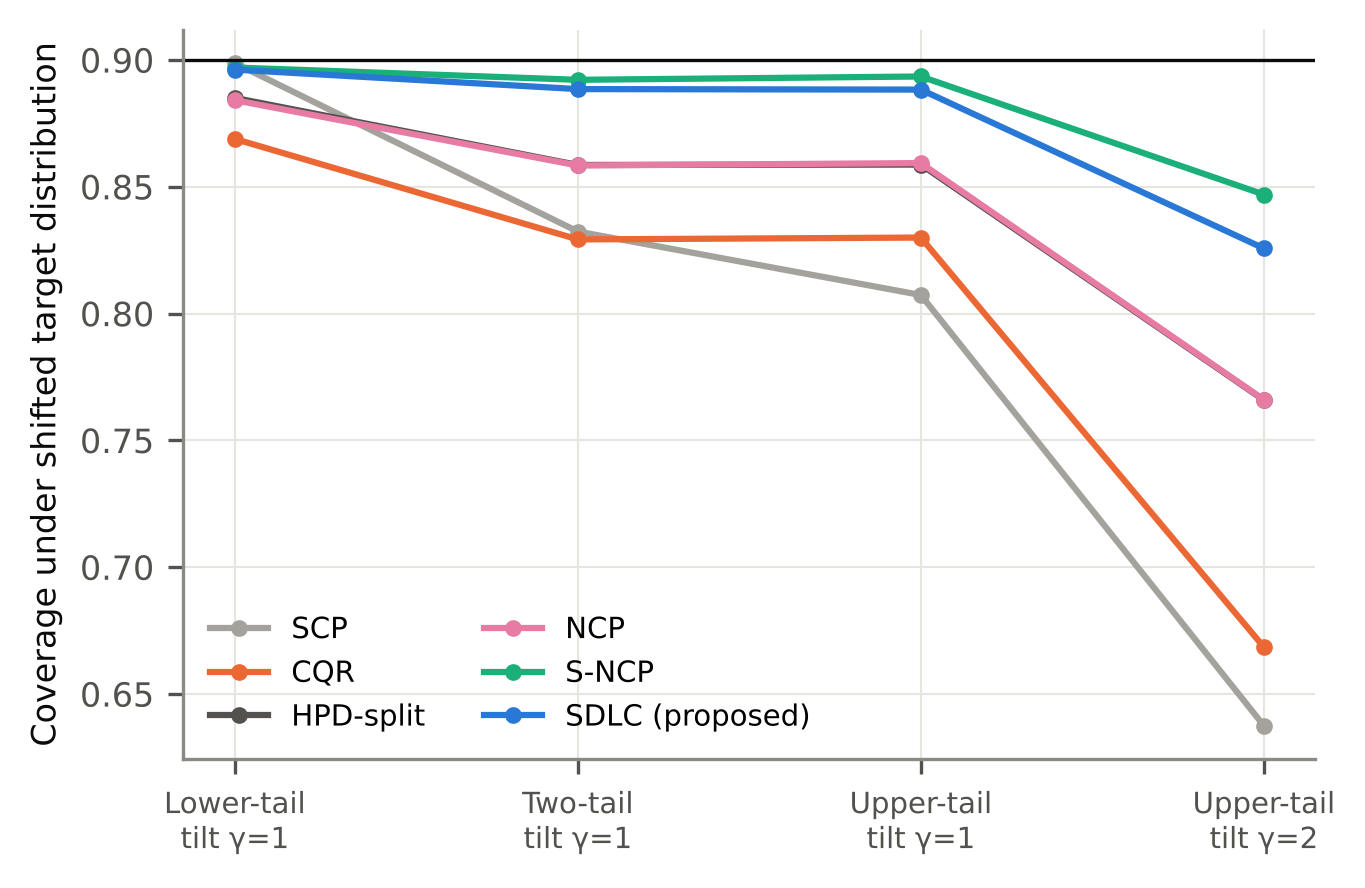 Coverage under shifted target distribution
0.90
0.85
0.80
0.75
0.70
0.65
SCP
CQR
HPD-split
NCP
S-NCP
SDLC (proposed)
Lower-tail
tilt γ=1
Two-tail
tilt γ=1
Upper-tail
tilt γ=1
Upper-tail
tilt γ=2